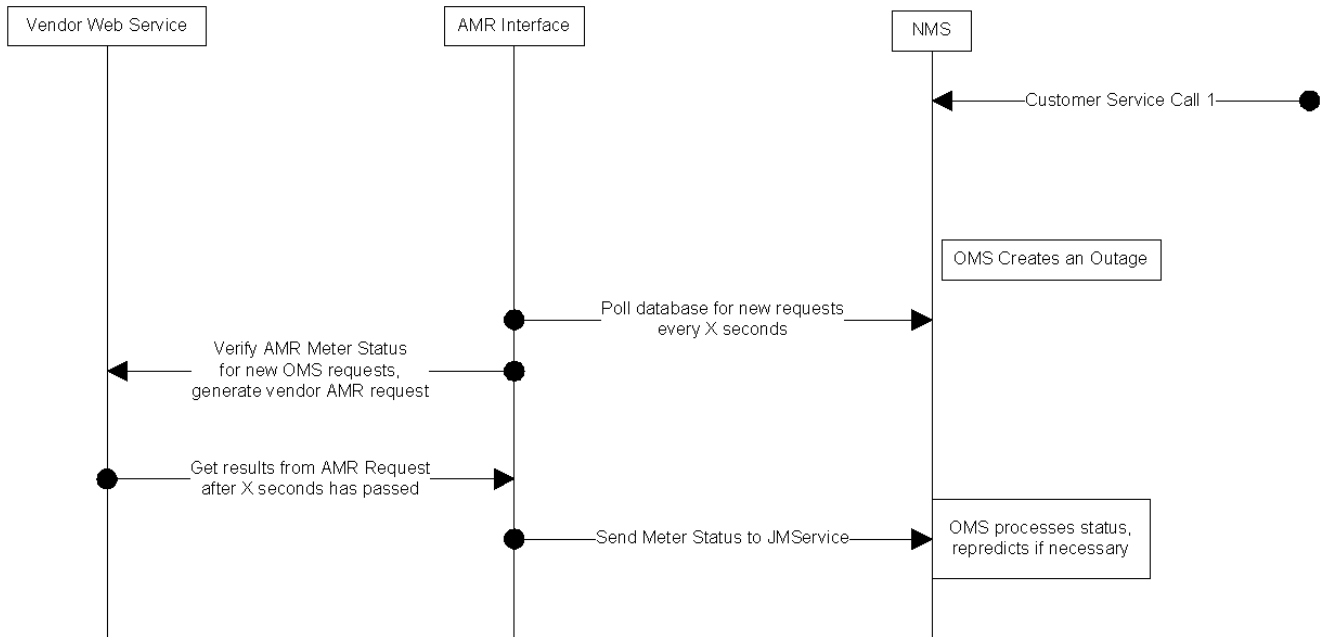 Vendor Web Service
AMR Interface
NMS
Customer Service Call 1
OMS Creates an Outage
Poll database for new requests
every X seconds
Verify AMR Meter Status
for new OMS requests,
generate vendor AMR request
Get results from AMR Request
after X seconds has passed
Send Meter Status to JMService
OMS processes status,
repredicts if necessary